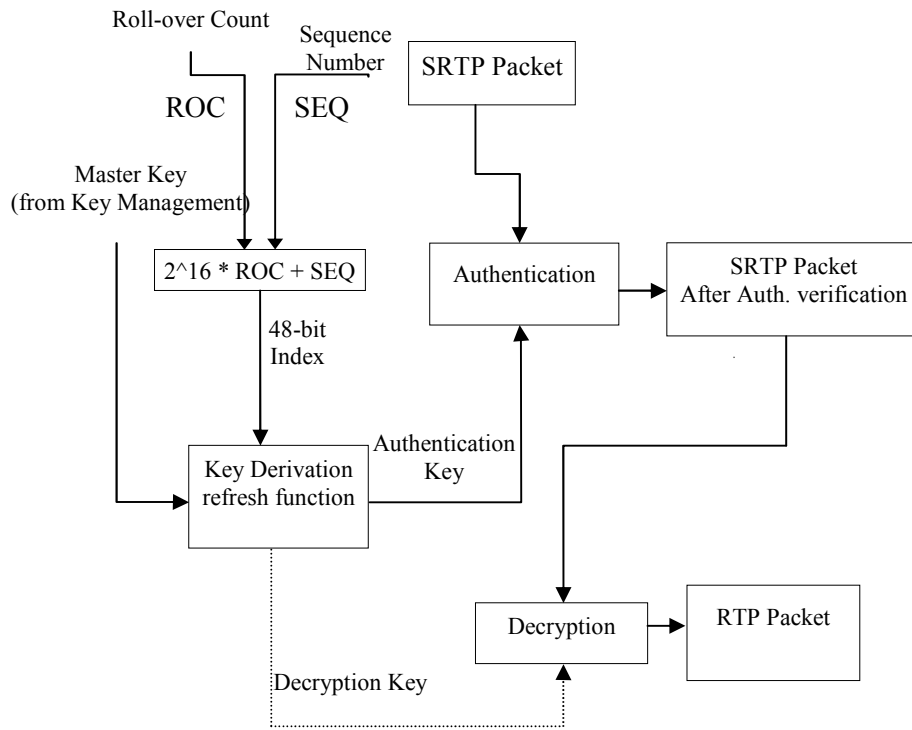 Roll-over Count
Sequence
Number
SRTP Packet
ROC
SEQ
Master Key
(from Key Management)
2^16 * ROC + SEQ
Authentication
SRTP Packet
After Auth. verification
48-bit
Index
Key Derivation
refresh function
Authentication
Key
Decryption
RTP Packet
Decryption Key